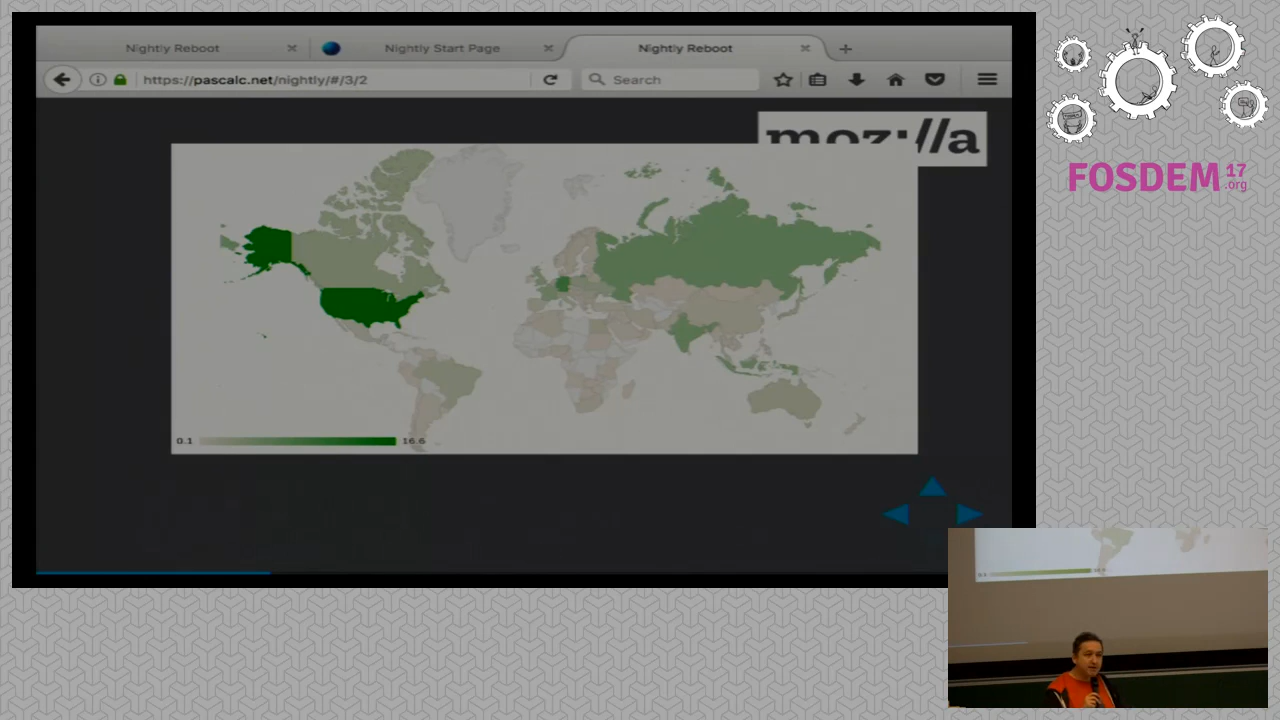 Nightly Reboot
Nightly Start Page
Nightly Reboot
https://pascalc.net/nightly/#/3/2
Search
moz://a
0.1
16.6
FOSDEM 17
.org